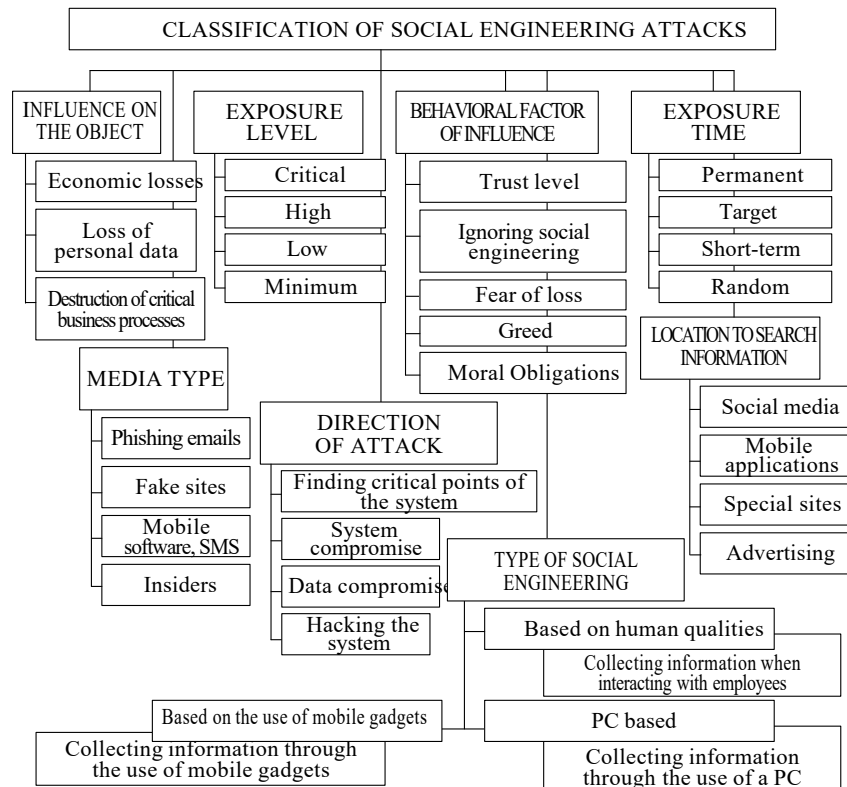 CLASSIFICATION OF SOCIAL ENGINEERING ATTACKS
INFLUENCE ON
THE OBJECT
Economic losses
Loss of
personal data
Destruction of critical
business processes
EXPOSURE
LEVEL
Critical
High
Low
Minimum
BEHAVIORAL FACTOR
OF INFLUENCE
Trust level
Ignoring social
engineering
Fear of loss
Greed
Moral Obligations
EXPOSURE
TIME
Permanent
Target
Short-term
Random
MEDIA TYPE
Phishing emails
Fake sites
Mobile
software, SMS
Insiders
DIRECTION
OF ATTACK
Finding critical points of
the system
System
compromise
Data compromise
Hacking the
system
LOCATION TO SEARCH
INFORMATION
Social media
Mobile
applications
Special sites
Advertising
TYPE OF SOCIAL
ENGINEERING
Based on human qualities
Collecting information when
interacting with employees
Based on the use of mobile gadgets
Collecting information through
the use of mobile gadgets
PC based
Collecting information
through the use of a PC